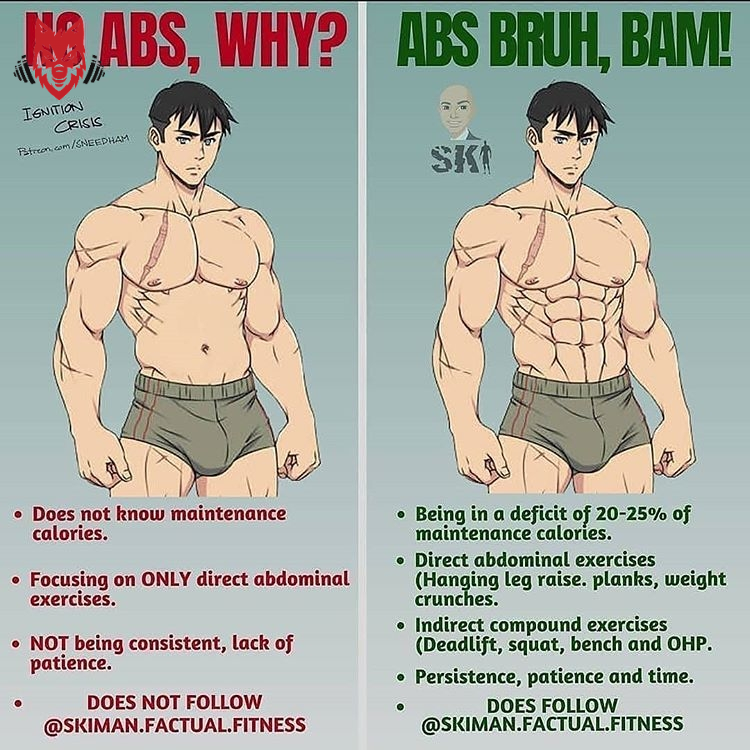 NO ABS, WHY?
IGNITION
CRISIS
Patreon.com/SNEEDHAM
• Does not know maintenance
calories.
• Focusing on ONLY direct abdominal
exercises.
• NOT being consistent, lack of
patience.
• DOES NOT FOLLOW
@SKIMAN.FACTUAL.FITNESS
ABS BRUH, BAM!
SKI
• Being in a deficit of 20-25% of
maintenance calories.
• Direct abdominal exercises
(Hanging leg raise. planks, weight
crunches.
• Indirect compound exercises
(Deadlift, squat, bench and OHP.
• Persistence, patience and time.
• DOES FOLLOW
@SKIMAN.FACTUAL.FITNESS